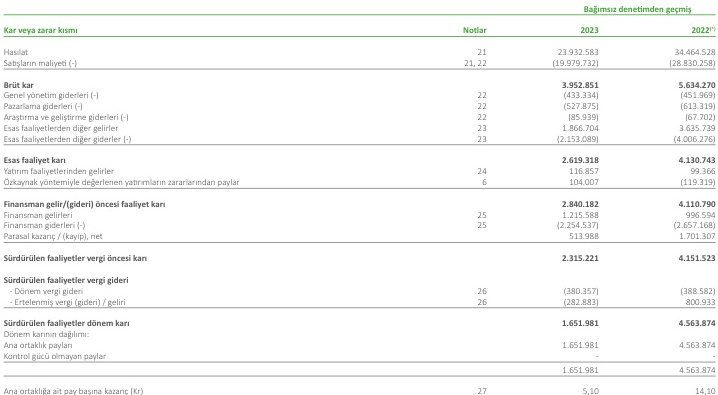 Bağımsız denetimden geçmiş
Kar veya zarar kısmı Notlar 2023 2022(*)
Hasılat 21 23.932.583 34.464.528
Satışların maliyeti (-) 21, 22 (19.979.732) (28.830.258)
Brüt kar 3.952.851 5.634.270
Genel yönetim giderleri (-) 22 (433.334) (451.969)
Pazarlama giderleri (-) 22 (527.875) (613.319)
Araştırma ve geliştirme giderleri (-) 22 (85.939) (67.702)
Esas faaliyetlerden diğer gelirler 23 1.866.704 3.635.739
Esas faaliyetlerden diğer giderler (-) 23 (2.153.089) (4.006.276)
Esas faaliyet karı 2.619.318 4.130.743
Yatırım faaliyetlerinden gelirler 24 116.857 99.366
Özkaynak yöntemiyle değerlenen yatırımların zararlarından paylar 6 104.007 (119.319)
Finansman gelir/(gideri) öncesi faaliyet karı 2.840.182 4.110.790
Finansman gelirleri 25 1.215.588 996.594
Finansman giderleri (-) 25 (2.254.537) (2.657.168)
Parasal kazanç / (kayıp), net 513.988 1.701.307
Sürdürülen faaliyetler vergi öncesi karı 2.315.221 4.151.523
Sürdürülen faaliyetler vergi gideri
- Dönem vergi gideri 26 (380.357) (388.582)
- Ertelenmiş vergi (gideri) / geliri 26 (282.883) 800.933
Sürdürülen faaliyetler dönem karı 1.651.981 4.563.874
Dönem karının dağılımı:
Ana ortaklık payları 1.651.981 4.563.874
Kontrol gücü olmayan paylar - -
1.651.981 4.563.874
Ana ortaklığa ait pay başına kazanç (Kr) 27 5,10 14,10